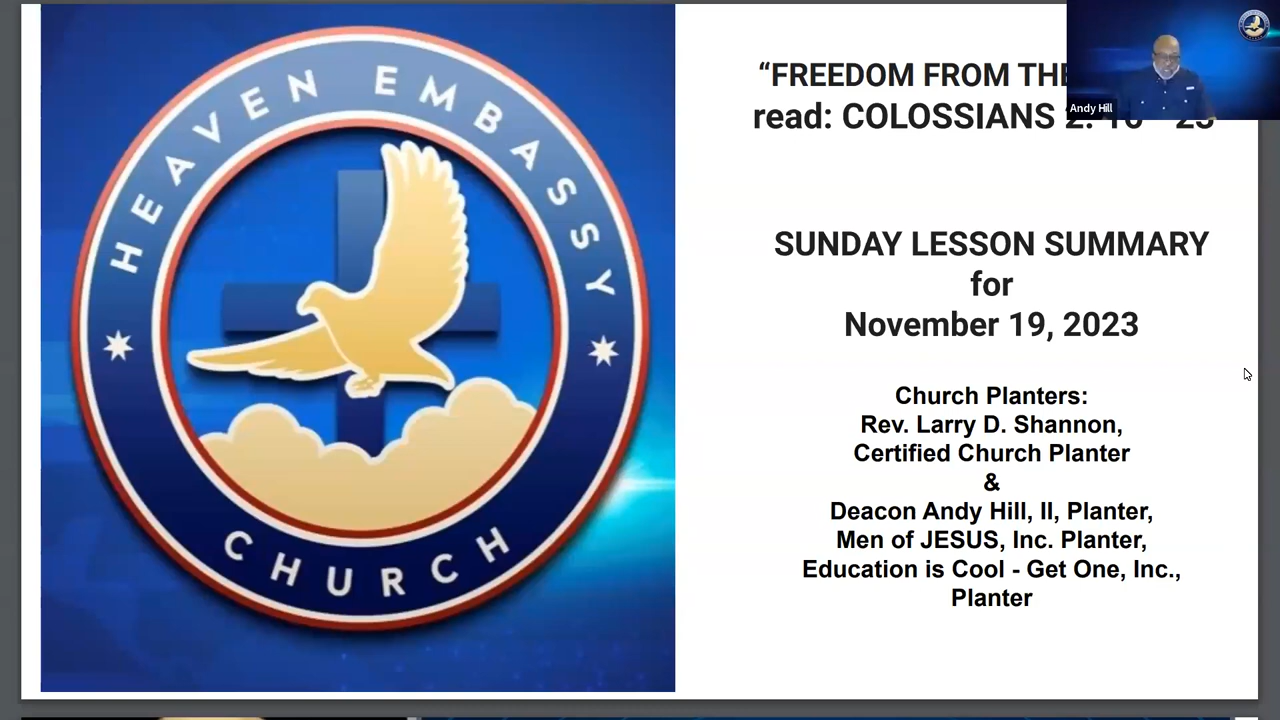 HEAVEN EMBASSY
CHURCH
“FREEDOM FROM THE
read: COLOSSIANS 2: 16 - 23
Andy Hill
SUNDAY LESSON SUMMARY
for
November 19, 2023
Church Planters:
Rev. Larry D. Shannon,
Certified Church Planter
&
Deacon Andy Hill, II, Planter,
Men of JESUS, Inc. Planter,
Education is Cool - Get One, Inc.,
Planter